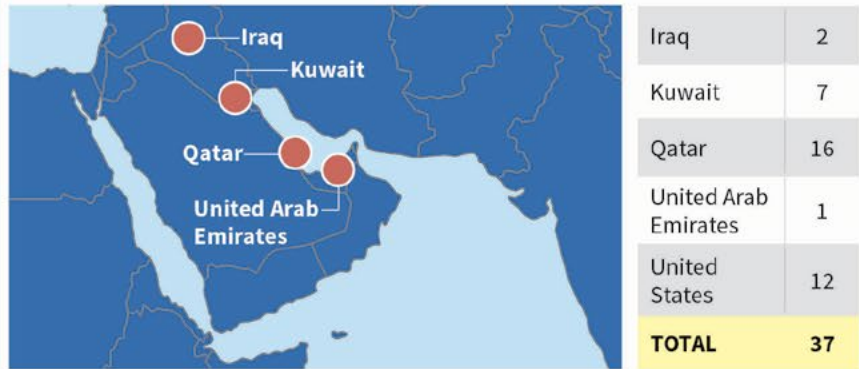 Iraq
Kuwait
Qatar
United Arab
Emirates
Iraq 2
Kuwait 7
Qatar 16
United Arab
Emirates 1
United
States 12
TOTAL 37